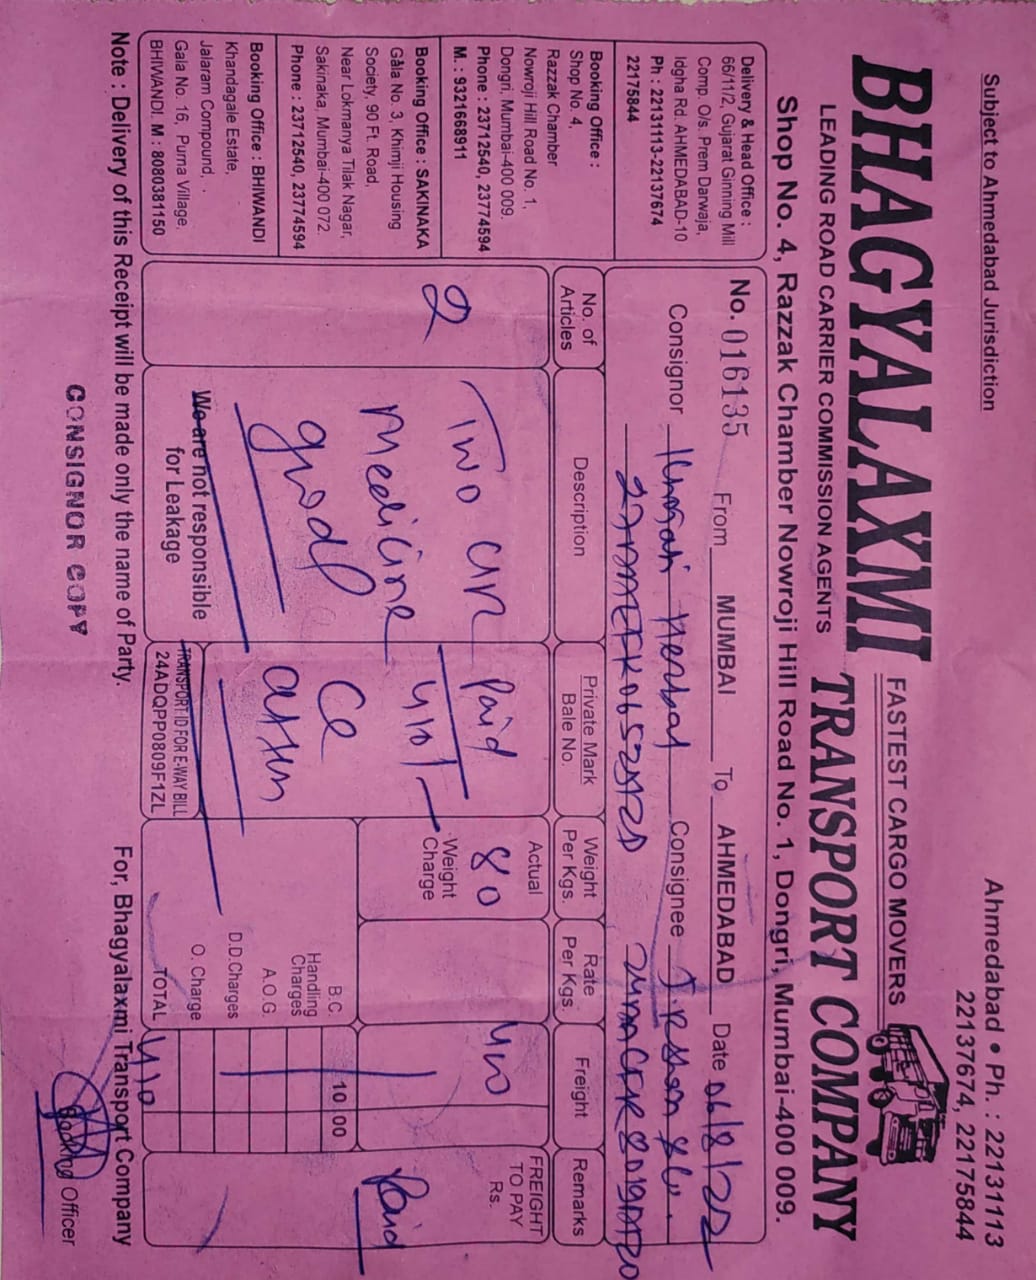 Subject to Ahmedabad Jurisdiction
Ahmedabad • Ph. : 22131113
22137674, 22175844
BHAGYALAXMI
FASTEST CARGO MOVERS
LEADING ROAD CARRIER COMMISSION AGENTS
TRANSPORT COMPANY
Shop No. 4, Razzak Chamber Nowroji Hill Road No. 1, Dongri, Mumbai-400 009.
Delivery & Head Office :
66/11/2, Gujarat Ginning Mill
Comp. O/s. Prem Darwaja,
Idgha Rd. AHMEDABAD-10
Ph : 22131113-22137674
22175844
Booking Office :
Shop No. 4,
Razzak Chamber
Nowroji Hill Road No. 1,
Dongri, Mumbai-400 009.
Phone : 23712540, 23774594
M. : 9321668911
Booking Office : SAKINAKA
Gala No. 3, Khimji Housing
Society, 90 Ft. Road,
Near Lokmanya Tilak Nagar,
Sakinaka, Mumbai-400 072.
Phone : 23712540, 23774594
Booking Office : BHIWANDI
Khandagale Estate,
Jalaram Compound,
Gala No. 16, Purna Village,
BHIWANDI. M : 8080381150
No. 016135 From MUMBAI To AHMEDABAD Date 06/8/22
Consignor Consignee
No. of Articles
Description
Private Mark
Bale No.
Weight
Per Kgs.
Rate
Per Kgs.
Freight
Remarks
2
Two
Medicine
good
Paid
410/-
Actual
80
Weight
Charge
410
FREIGHT
TO PAY
Rs.
Paid
B.C. 10 00
Handling
Charges
A.O.G.
D.D.Charges
O. Charge
TOTAL 410
We are not responsible
for Leakage
TRANSPORT ID FOR E-WAY BILL
24ADQPP0809F1ZL
Note : Delivery of this Receipt will be made only the name of Party.
For, Bhagyalaxmi Transport Company
CONSIGNOR COPY
Booking Officer